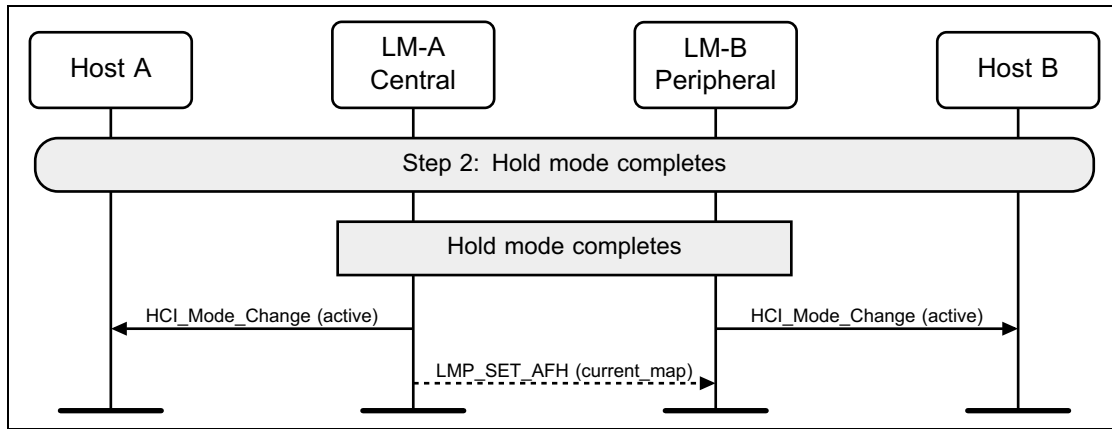 Host A
LM-A
Central
LM-B
Peripheral
Host B
Step 2: Hold mode completes
Hold mode completes
HCI_Mode_Change (active)
HCI_Mode_Change (active)
LMP_SET_AFH (current_map)